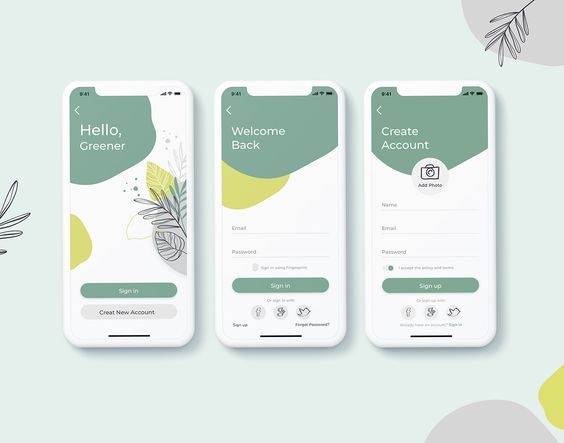 9:41
Hello,
Greener
Sign in
Creat New Account
9:41
Welcome
Back
Email
Password
Sign in using fingerprint
Sign in
Or sign in with
Sign up
Forgot Password?
9:41
Create
Account
Add Photo
Name
Email
Password
I accept the policy and terms
Sign up
Or sign up with
Already have an account? Sign in